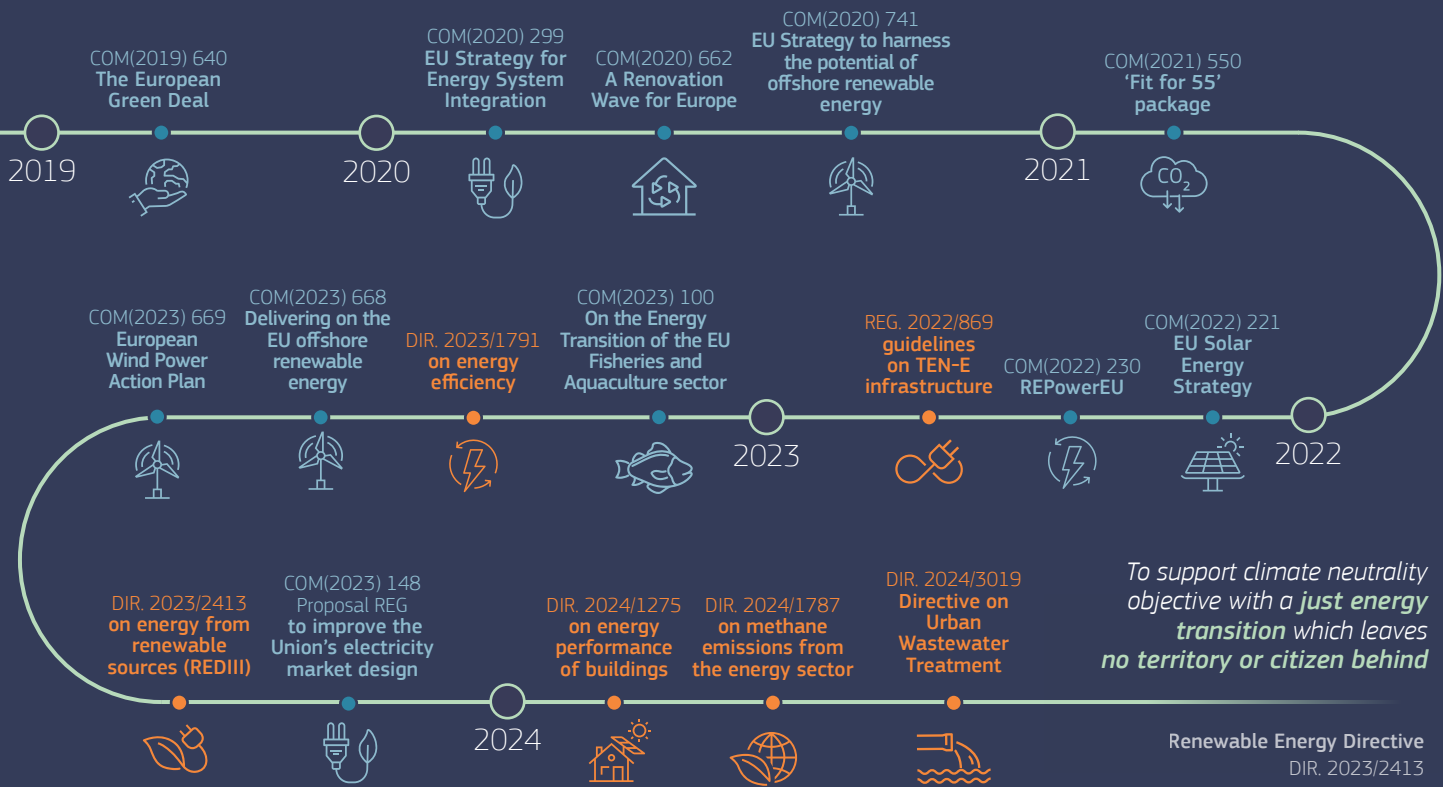 COM(2019) 640
The European
Green Deal
COM(2020) 299
EU Strategy for
Energy System
Integration
COM(2020) 662
A Renovation
Wave for Europe
COM(2020) 741
EU Strategy to harness
the potential of
offshore renewable
energy
COM(2021) 550
‘Fit for 55’
package
2019
2020
2021
CO2
COM(2022) 221
EU Solar
Energy
Strategy
COM(2022) 230
REPowerEU
REG. 2022/869
guidelines
on TEN-E
infrastructure
COM(2023) 100
On the Energy
Transition of the EU
Fisheries and
Aquaculture sector
DIR. 2023/1791
on energy
efficiency
COM(2023) 668
Delivering on the
EU offshore
renewable
energy
COM(2023) 669
European
Wind Power
Action Plan
2022
2023
DIR. 2023/2413
on energy from
renewable
sources (REDIII)
COM(2023) 148
Proposal REG
to improve the
Union's electricity
market design
2024
DIR. 2024/1275
on energy
performance
of buildings
DIR. 2024/1787
on methane
emissions from
the energy sector
DIR. 2024/3019
Directive on
Urban
Wastewater
Treatment
To support climate neutrality
objective with a just energy
transition which leaves
no territory or citizen behind
Renewable Energy Directive
DIR. 2023/2413